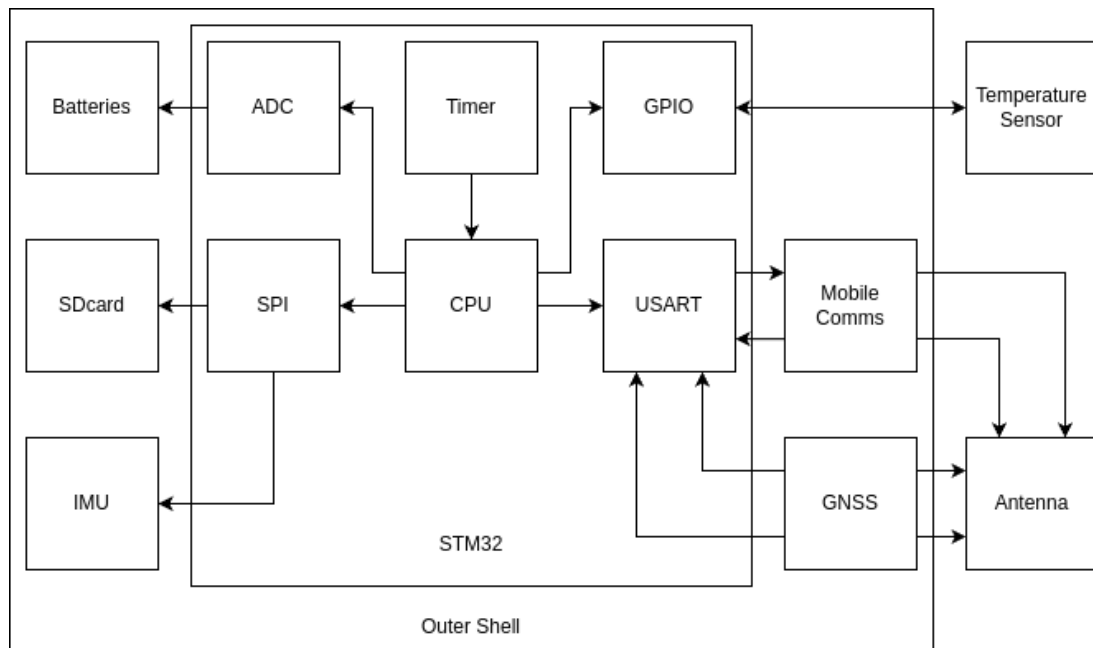 Batteries
ADC
Timer
GPIO
Temperature
Sensor
SDcard
SPI
CPU
USART
Mobile
Comms
IMU
GNSS
Antenna
STM32
Outer Shell